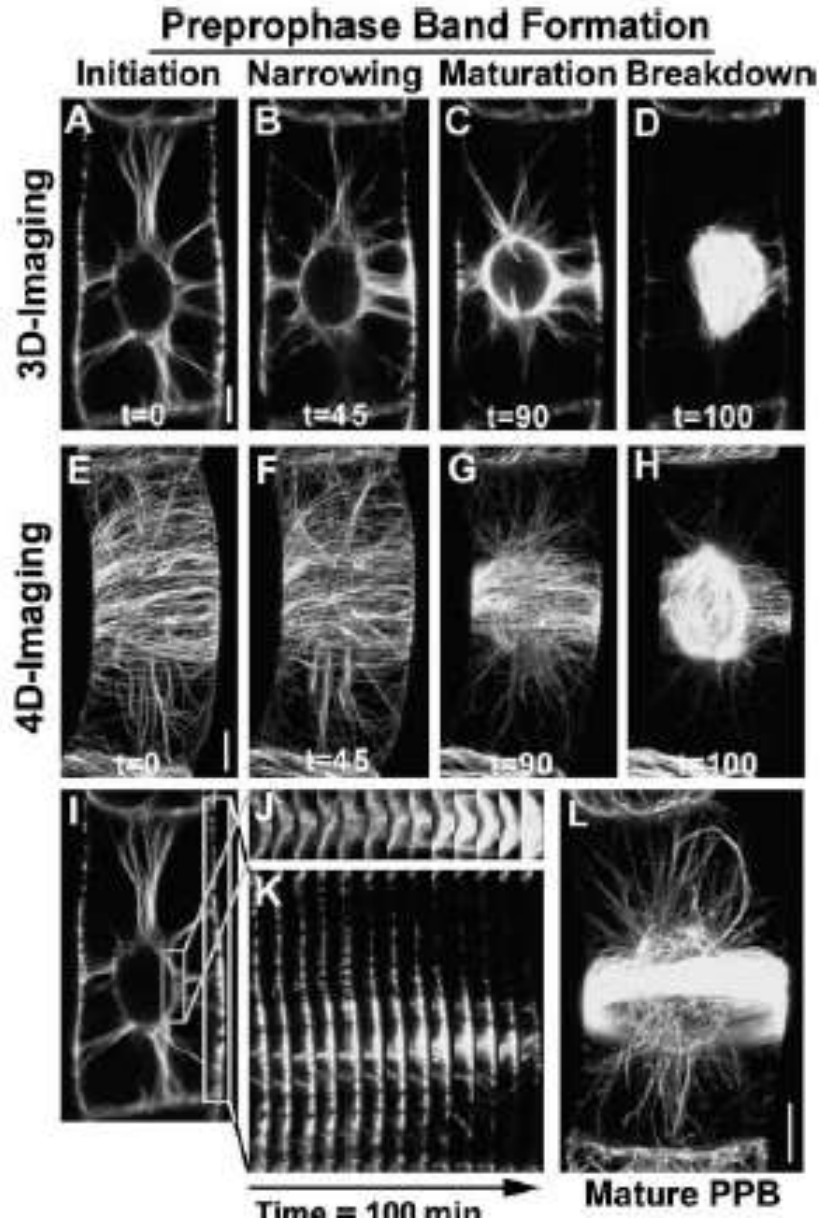 Preprophase Band Formation
Initiation Narrowing Maturation Breakdown
3D-Imaging
A B C D
t=0 t=45 t=90 t=100
4D-Imaging
E F G H
t=0 t=45 t=90 t=100
I J L
K
Time = 100 min
Mature PPB